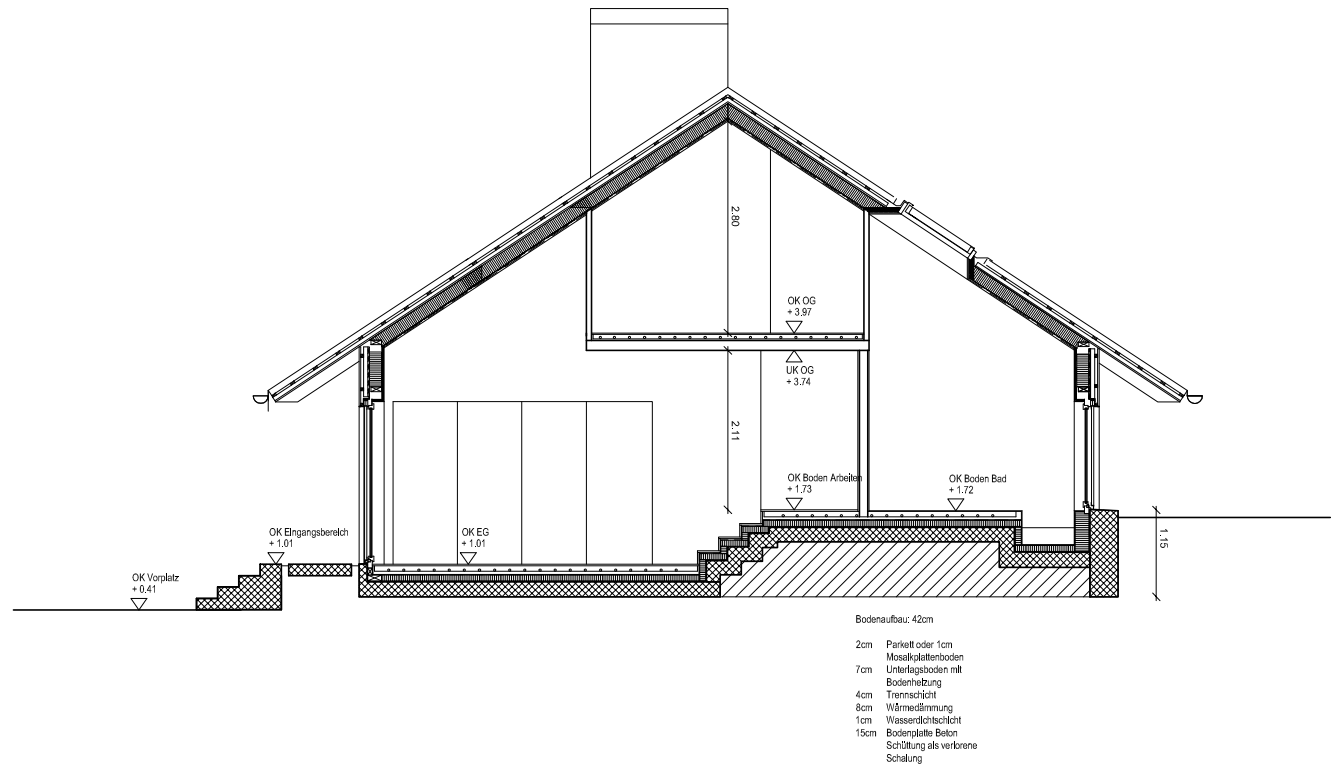 2.80
OK OG
+ 3.97
UK OG
+ 3.74
2.11
OK Boden Arbeiten
+ 1.73
OK Boden Bad
+ 1.72
OK Eingangsbereich
+ 1.01
OK EG
+ 1.01
1.15
OK Vorplatz
+ 0.41
Bodenaufbau: 42cm
2cm Parkett oder 1cm
Mosaikplattenboden
7cm Unterlagsboden mit
Bodenheizung
4cm Trennschicht
8cm Wärmedämmung
1cm Wasserdichtschicht
15cm Bodenplatte Beton
Schüttung als verlorene
Schalung